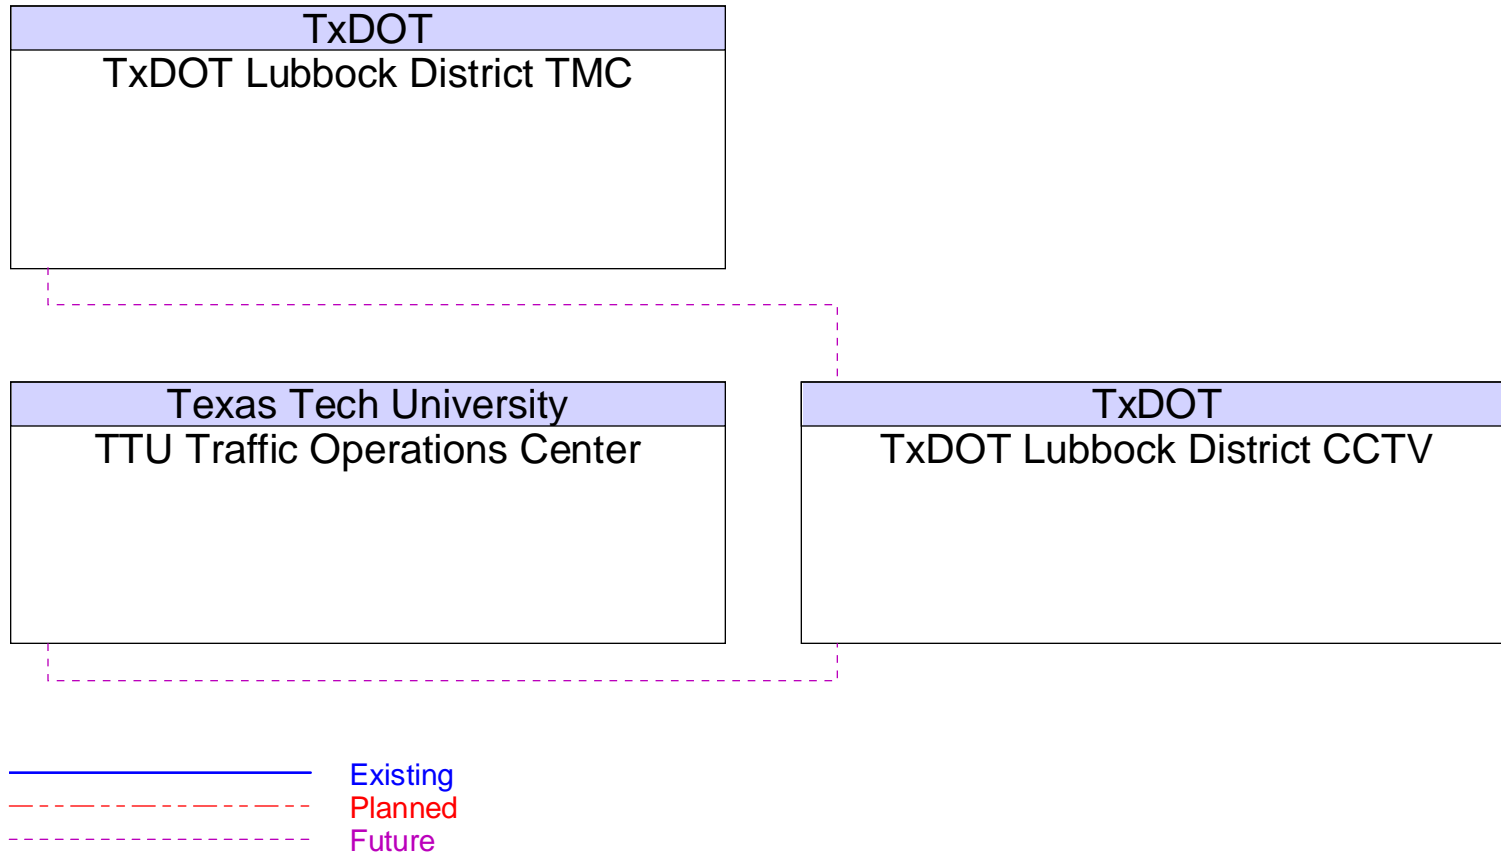 TxDOT
TxDOT Lubbock District TMC
Texas Tech University
TTU Traffic Operations Center
TxDOT
TxDOT Lubbock District CCTV
Existing
Planned
Future